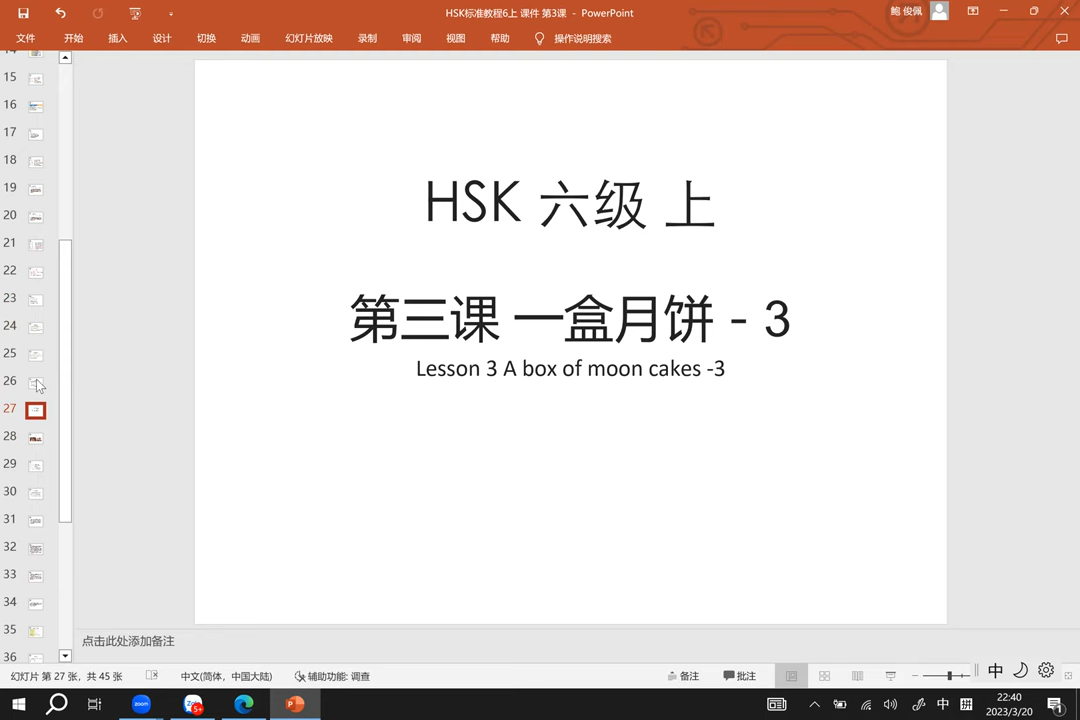 HSK标准教程6上 课件 第3课 - PowerPoint
鲍 俊佩
文件 开始 插入 设计 切换 动画 幻灯片放映 录制 审阅 视图 帮助 操作说明搜索
15
16
17
18
19
20
21
22
23
24
25
26
27
28
29
30
31
32
33
34
35
36
HSK 六级 上
第三课 一盒月饼 - 3
Lesson 3 A box of moon cakes -3
点击此处添加备注
幻灯片 第 27 张，共 45 张 中文(简体，中国大陆) 辅助功能: 调查 备注 批注
中
zoom
5+
中 拼
22:40
2023/3/20
1